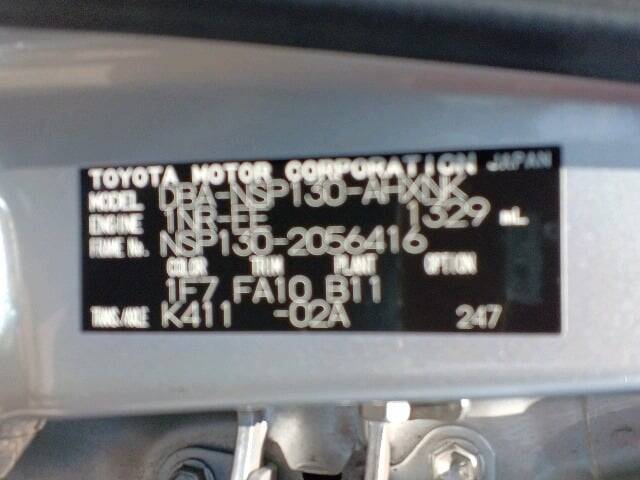 TOYOTA MOTOR CORPORATION JAPAN
MODEL DBA-NSP130-AHXNK
ENGINE 1NR-FE 1329 mL
FRAME No. NSP130-2056416
COLOR TRIM PLANT OPTION
1F7 FA10 B11
TRANS/AXLE K411 -02A 247